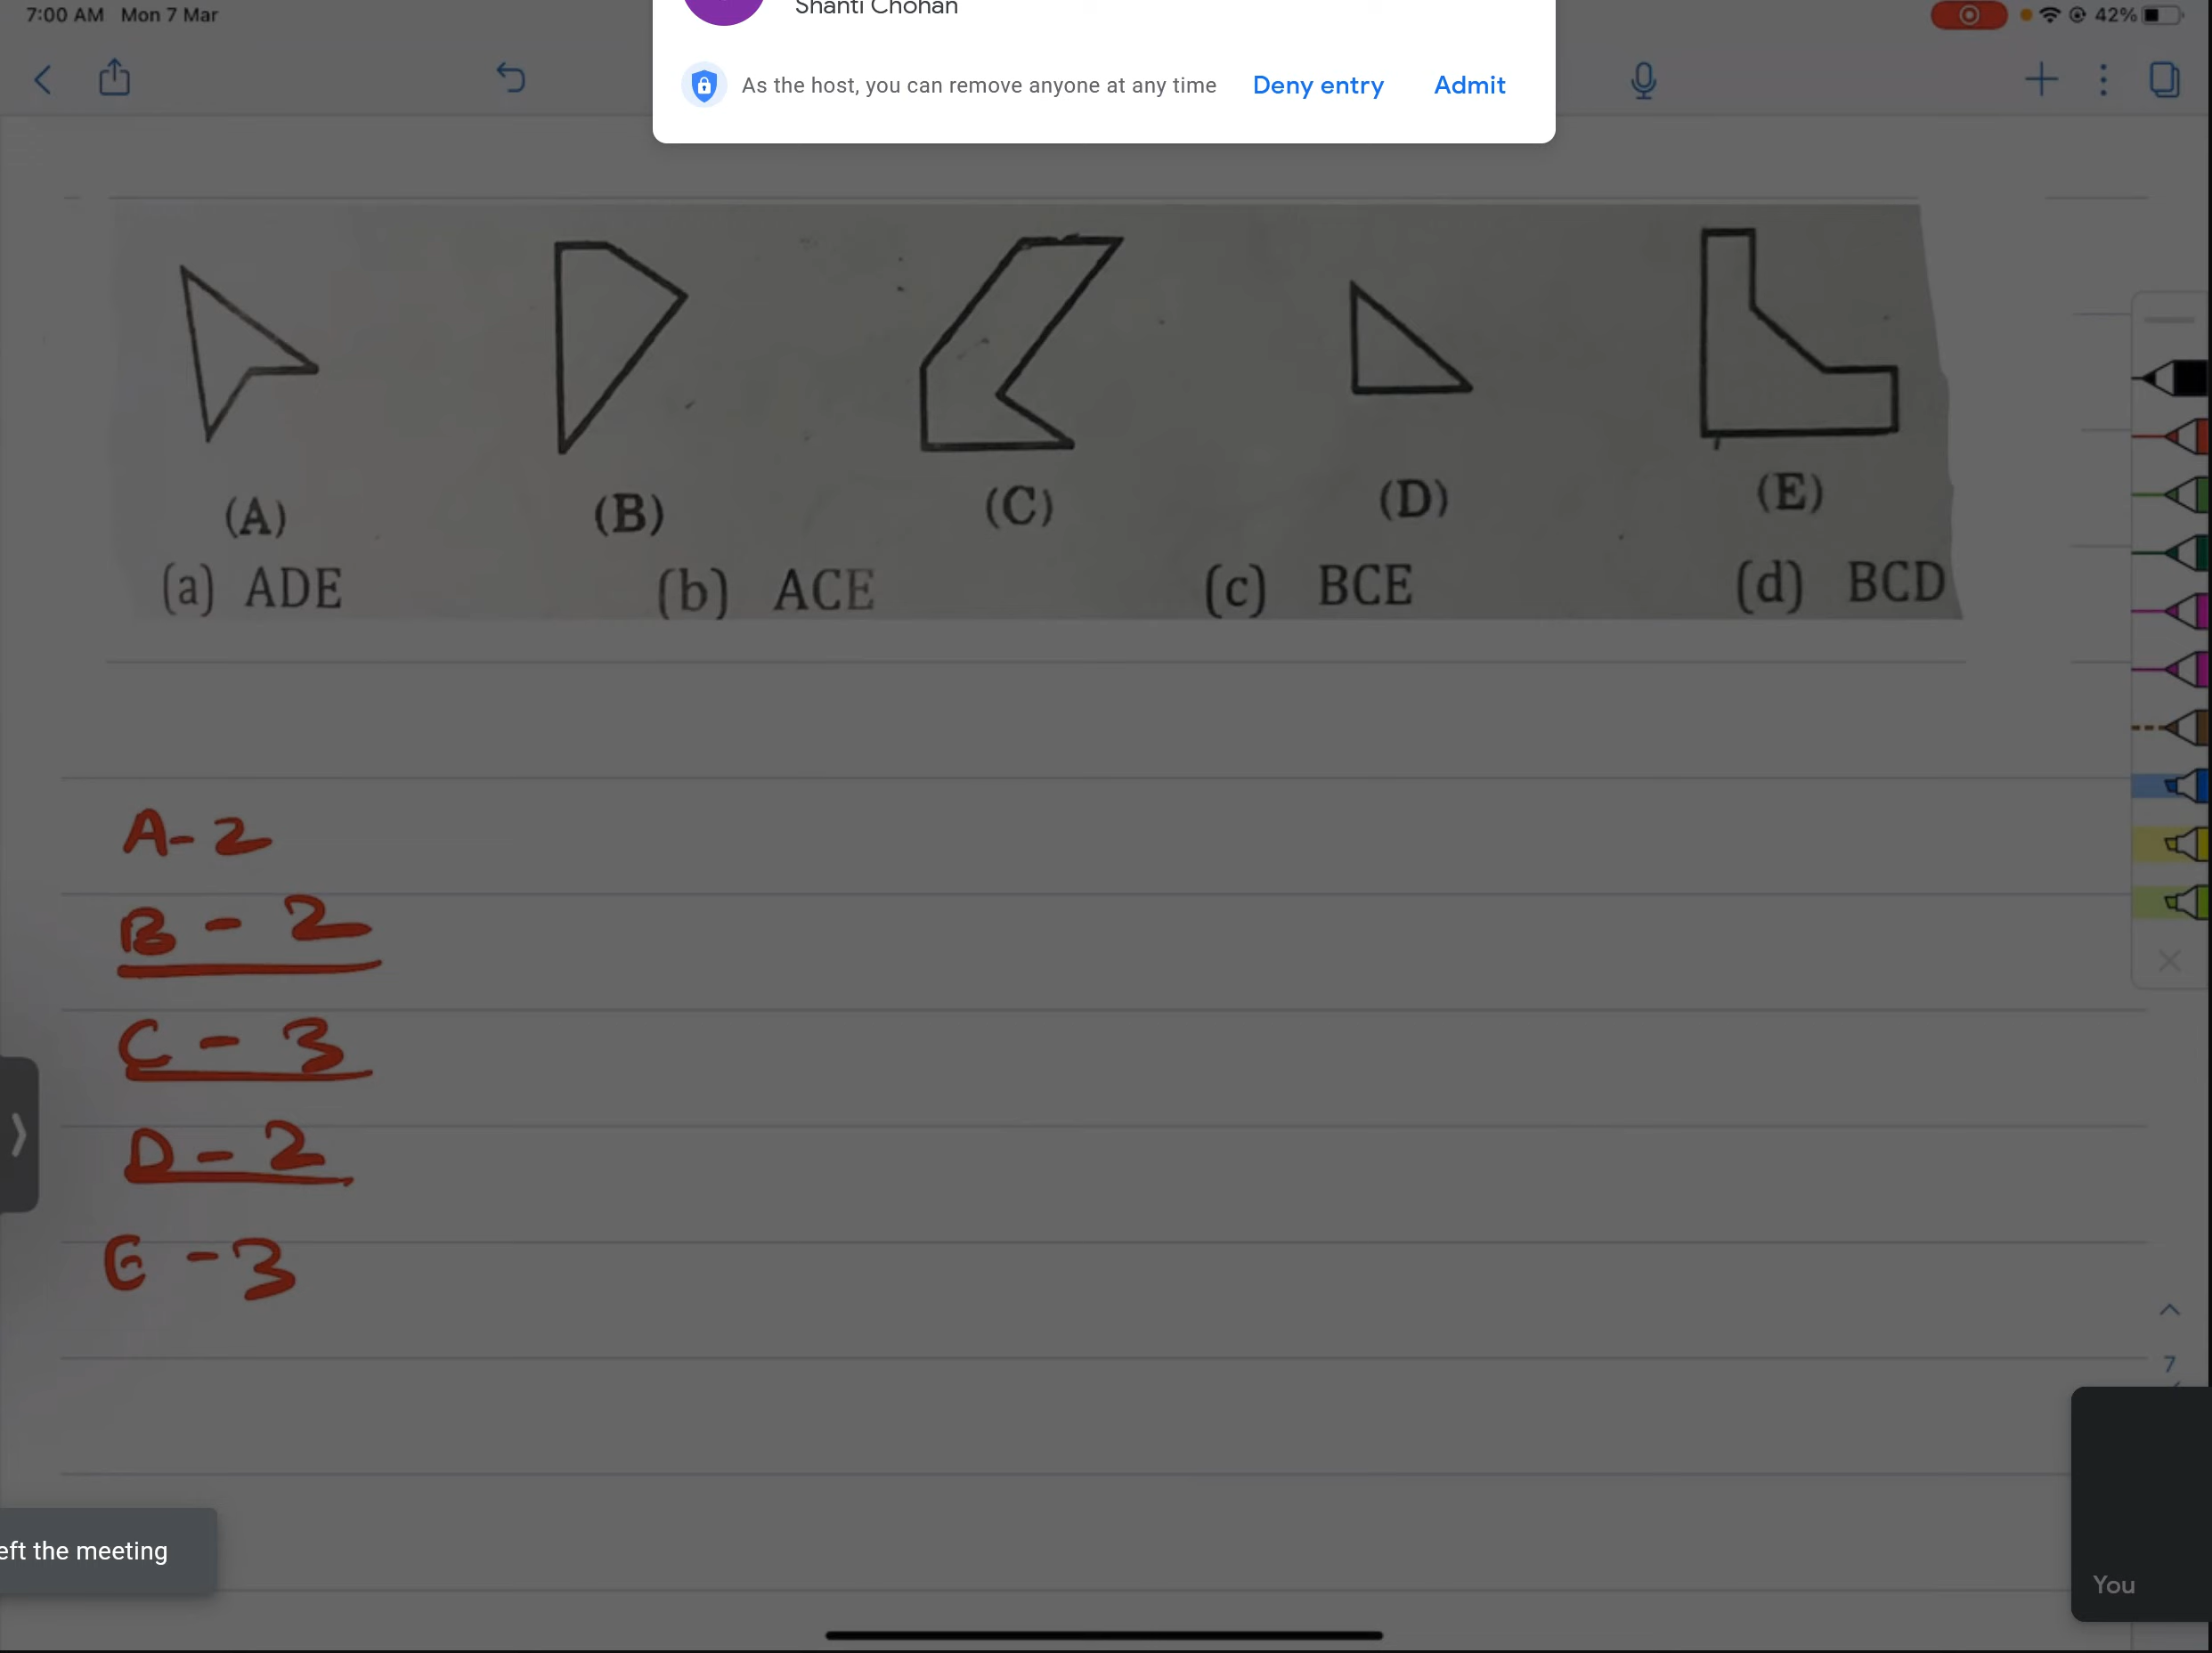 7:00 AM Mon 7 Mar
42%
Shanti Chohan
As the host, you can remove anyone at any time Deny entry Admit
(A) (B) (C) (D) (E)
(a) ADE (b) ACE (c) BCE (d) BCD
A - 2
B - 2
C - 3
D - 2
E - 3
7
eft the meeting
You